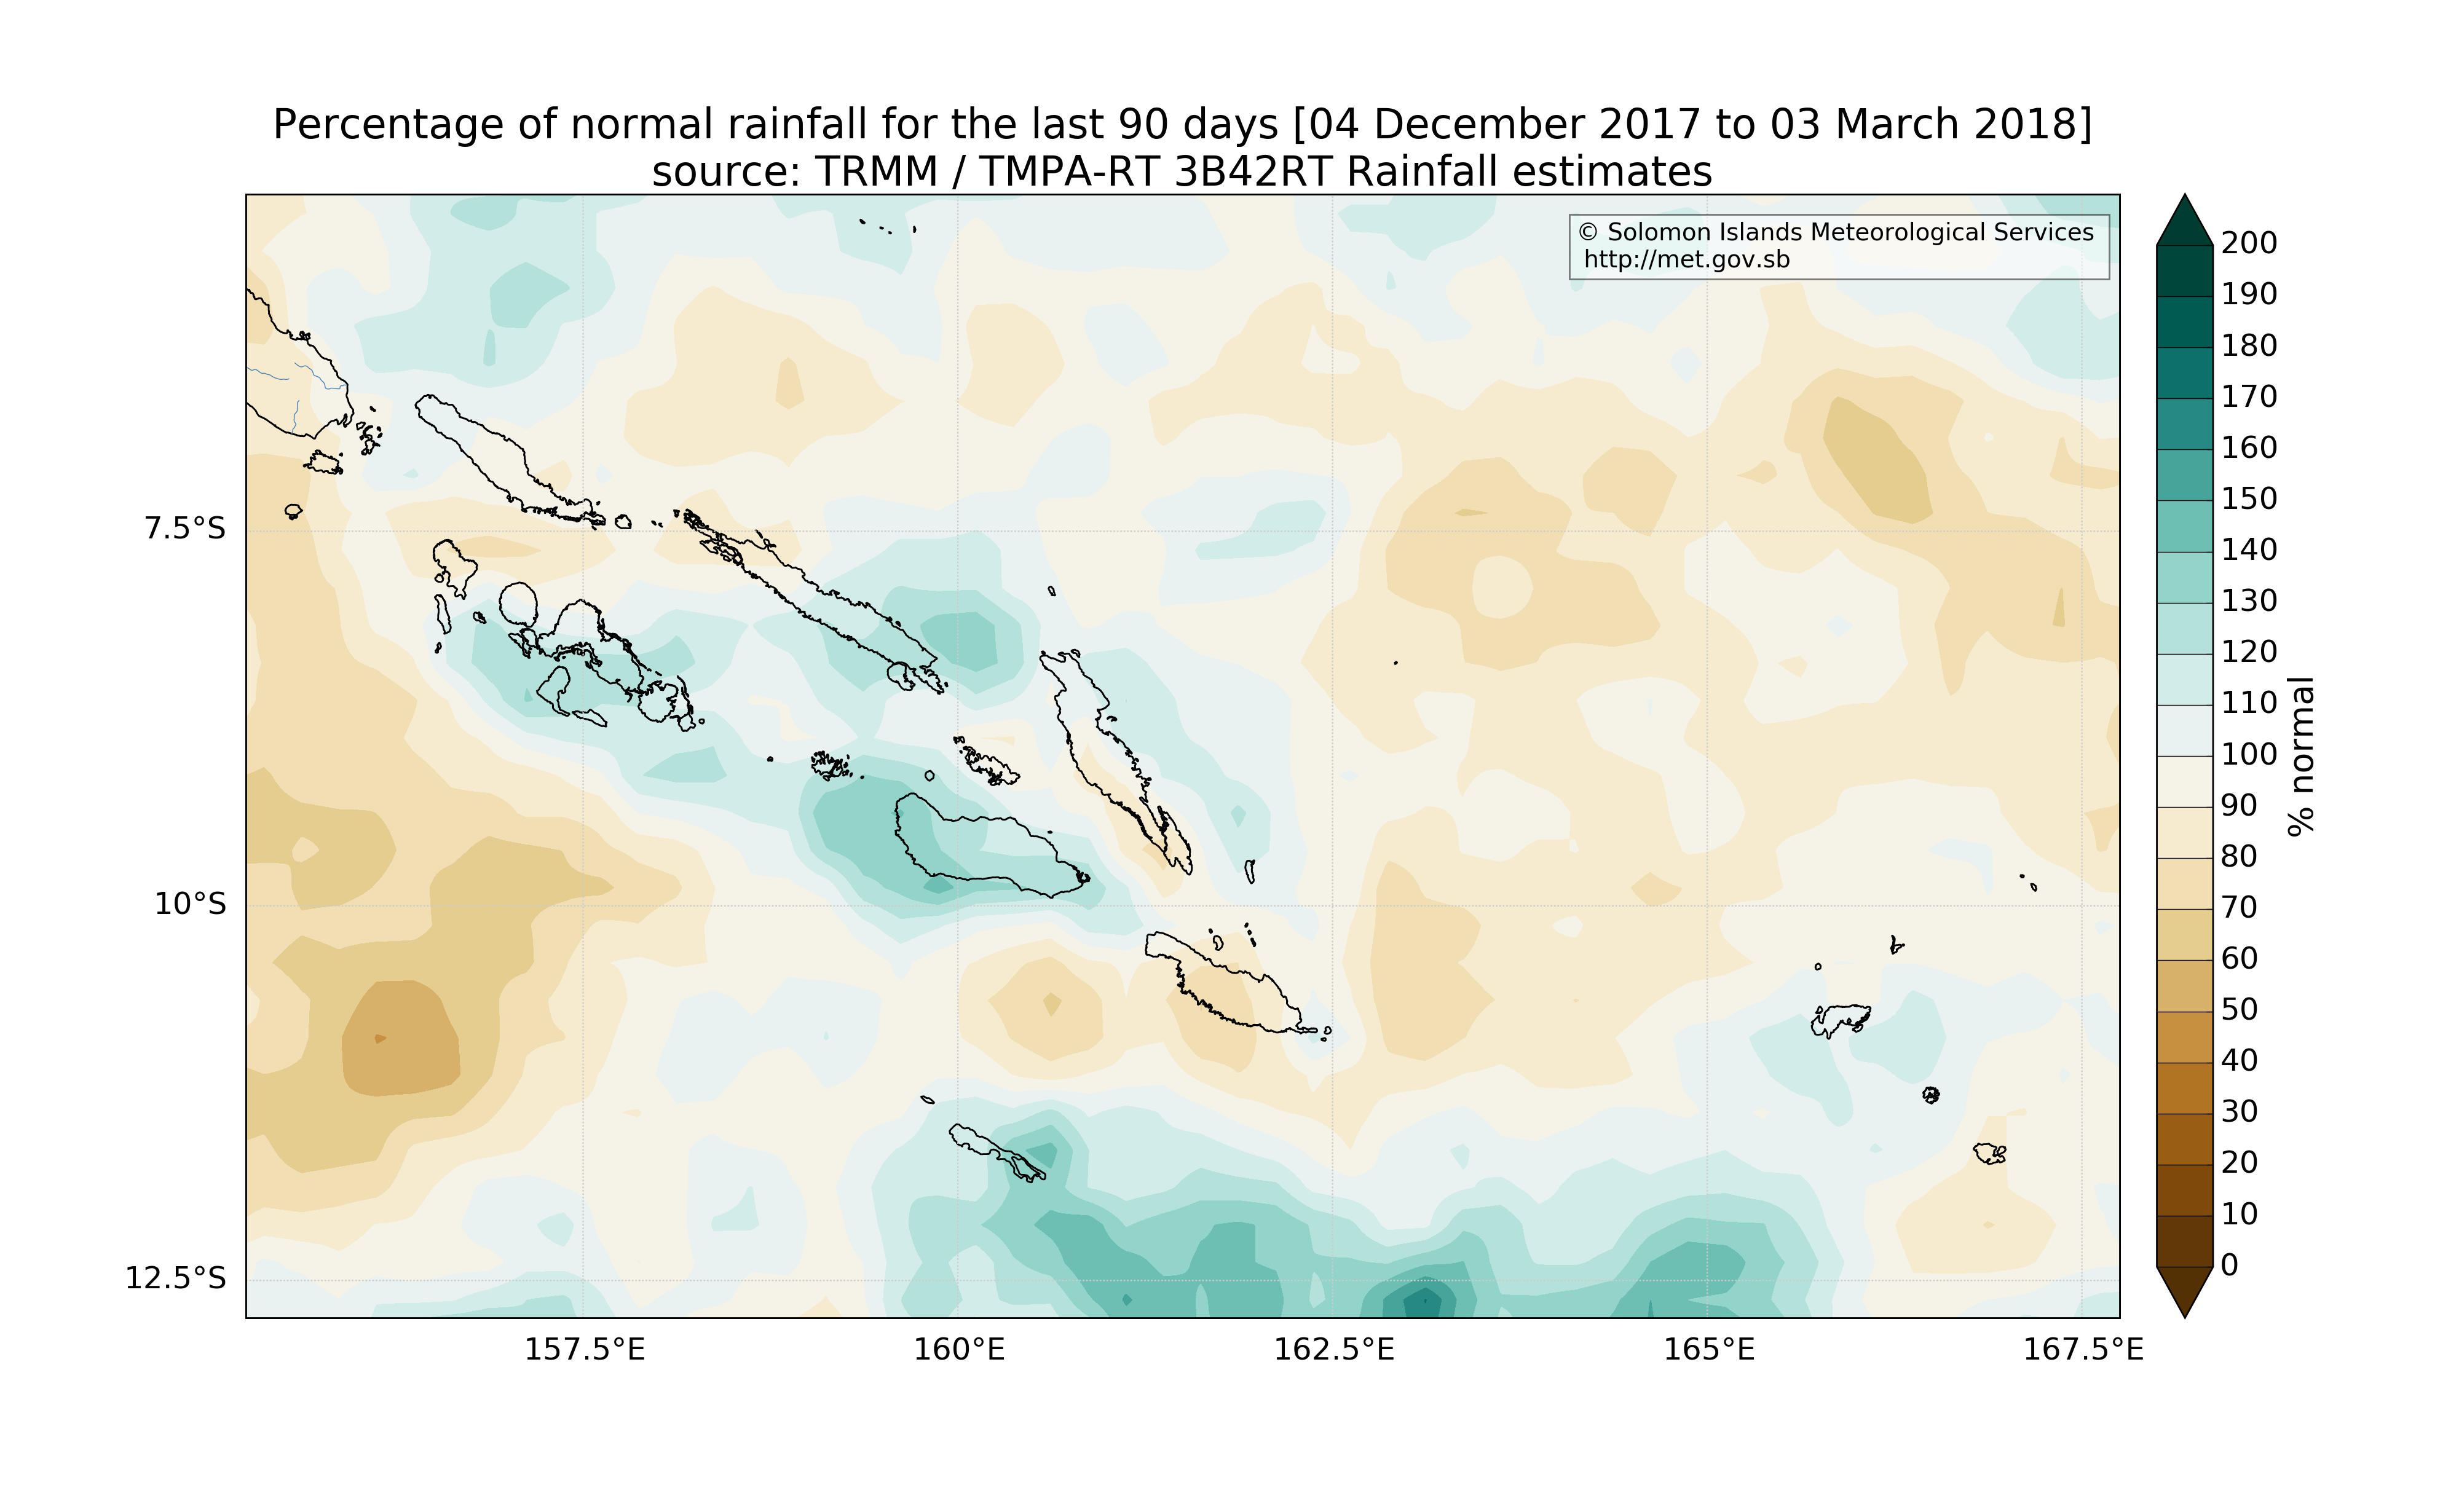 Percentage of normal rainfall for the last 90 days [04 December 2017 to 03 March 2018]
source: TRMM / TMPA-RT 3B42RT Rainfall estimates
© Solomon Islands Meteorological Services
http://met.gov.sb
7.5°S
10°S
12.5°S
157.5°E
160°E
162.5°E
165°E
167.5°E
200
190
180
170
160
150
140
130
120
110
100
90
80
70
60
50
40
30
20
10
0
% normal